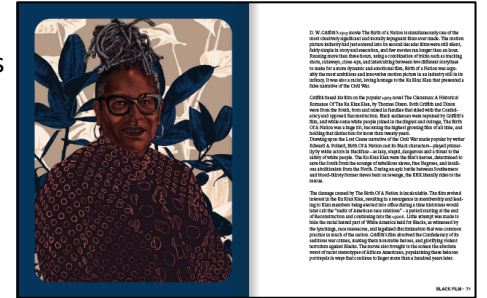 s
D. W. Griffith's 1915 movie The Birth of a Nation is simultaneously one of the
most creatively significant and morally repugnant films ever made. The motion
picture industry had just entered into its second decade: films were still silent,
fairly simple in story and execution, and few movies ran longer than an hour.
Running more than three hours, using a combination of tricks such as tracking
shots, cutaways, close-ups, and intercutting between two different storylines
to make for a more dynamic and emotional film, Birth of a Nation was argu-
ably the most ambitious and innovative motion picture in an industry still in its
infancy. It was also a racist, loving homage to the Ku Klux Klan that presented a
false narrative of the Civil War.
Griffith based his film on the popular 1905 novel The Clansman: A Historical
Romance Of The Ku Klux Klan, by Thomas Dixon. Both Griffith and Dixon
were from the South, born and raised in families that sided with the Confed-
eracy and opposed Reconstruction. Black audiences were repulsed by Griffith's
film, and while some white people joined in the disgust and outrage, The Birth
Of A Nation was a huge hit, becoming the highest grossing film of all time, and
holding that distinction for more than twenty years.
Drawing upon the Lost Cause narrative of the Civil War made popular by writer
Edward A. Pollard, Birth Of A Nation cast its Black characters—played primar-
ily by white actors in blackface—as lazy, stupid, dangerous and a threat to the
safety of white people. The Ku Klux Klan were the film's heroes, determined to
save the South from the scourge of rebellious slaves, free Negroes, and insidi-
ous abolitionists from the North. During an epic battle between Southerners
and blood-thirsty former slaves bent on revenge, the KKK literally rides to the
rescue.
The damage caused by The Birth Of A Nation is incalculable. The film revived
interest in the Ku Klux Klan, resulting in a resurgence in membership and lead-
ing to Klan members being elected into office during a time historians would
later call the "nadir of American race relations" – a period starting at the end
of Reconstruction and continuing into the 1920s. Little attempt was made to
hide the racial hatred part of White America held for Blacks, as witnessed by
the lynchings, race massacres, and legalized discrimination that was common
practice in much of the nation. Griffith's film absolved the Confederacy of its
seditious war crimes, making them honorable heroes, and glorifying violent
terrorism against Blacks. The movie also brought to the screen the absolute
worst of racist stereotypes of African Americans, popularizing these heinous
portrayals in ways that continue to linger more than a hundred years later.
BLACK FILM - 71